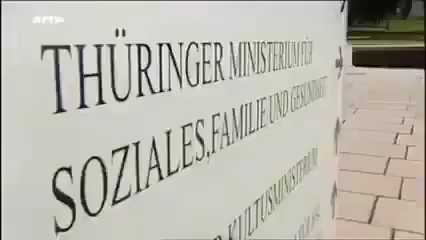 arte
THÜRINGER MINISTERIUM FÜR
SOZIALES, FAMILIE UND GESUNDHEIT
KULTUSMINISTERIUM